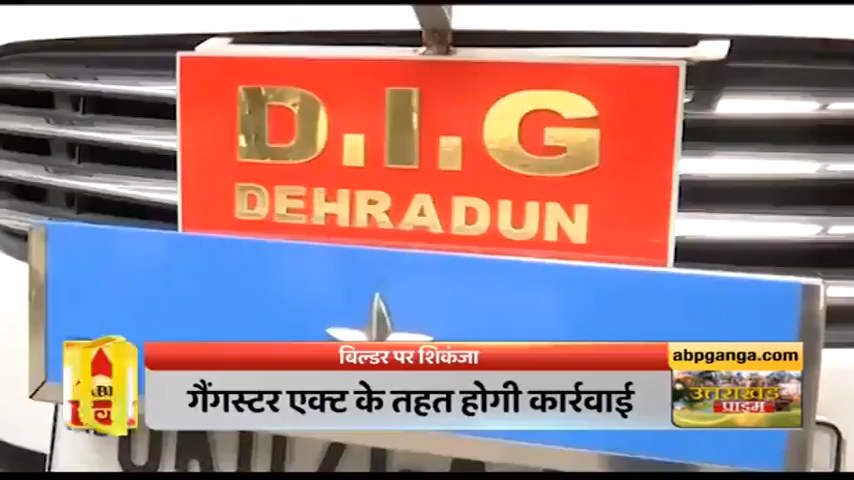 D.I.G
DEHRADUN
बिल्डर पर शिकंजा
abpganga.com
गैंगस्टर एक्ट के तहत होगी कार्रवाई
उत्तराखंड
प्राइम